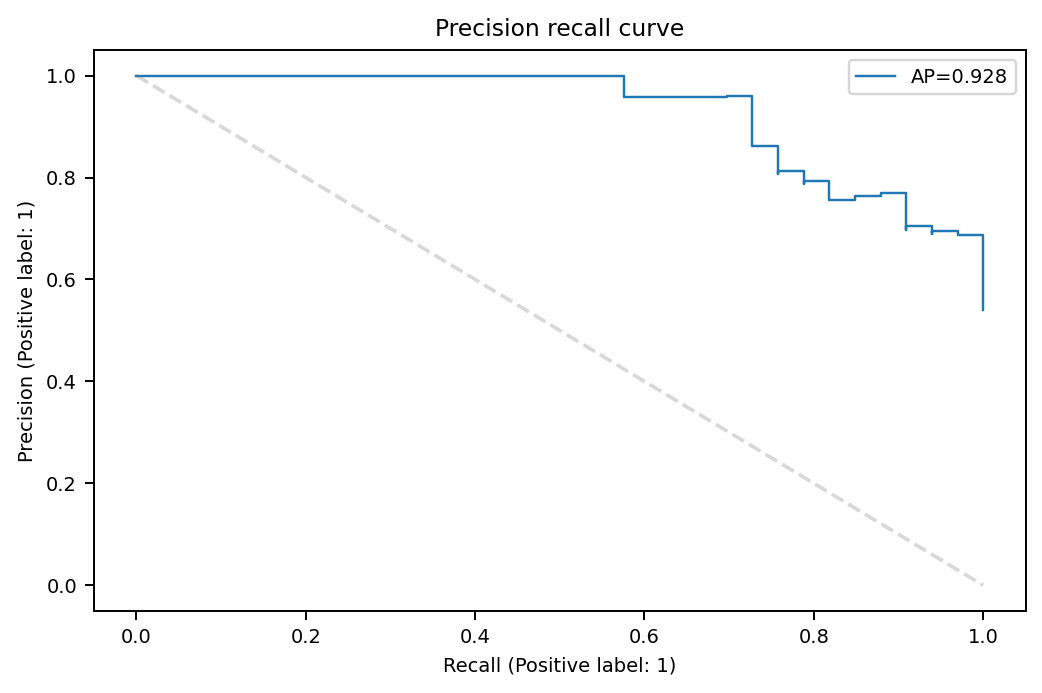 Precision recall curve
AP=0.928
Precision (Positive label: 1)
1.0
0.8
0.6
0.4
0.2
0.0
0.0 0.2 0.4 0.6 0.8 1.0
Recall (Positive label: 1)